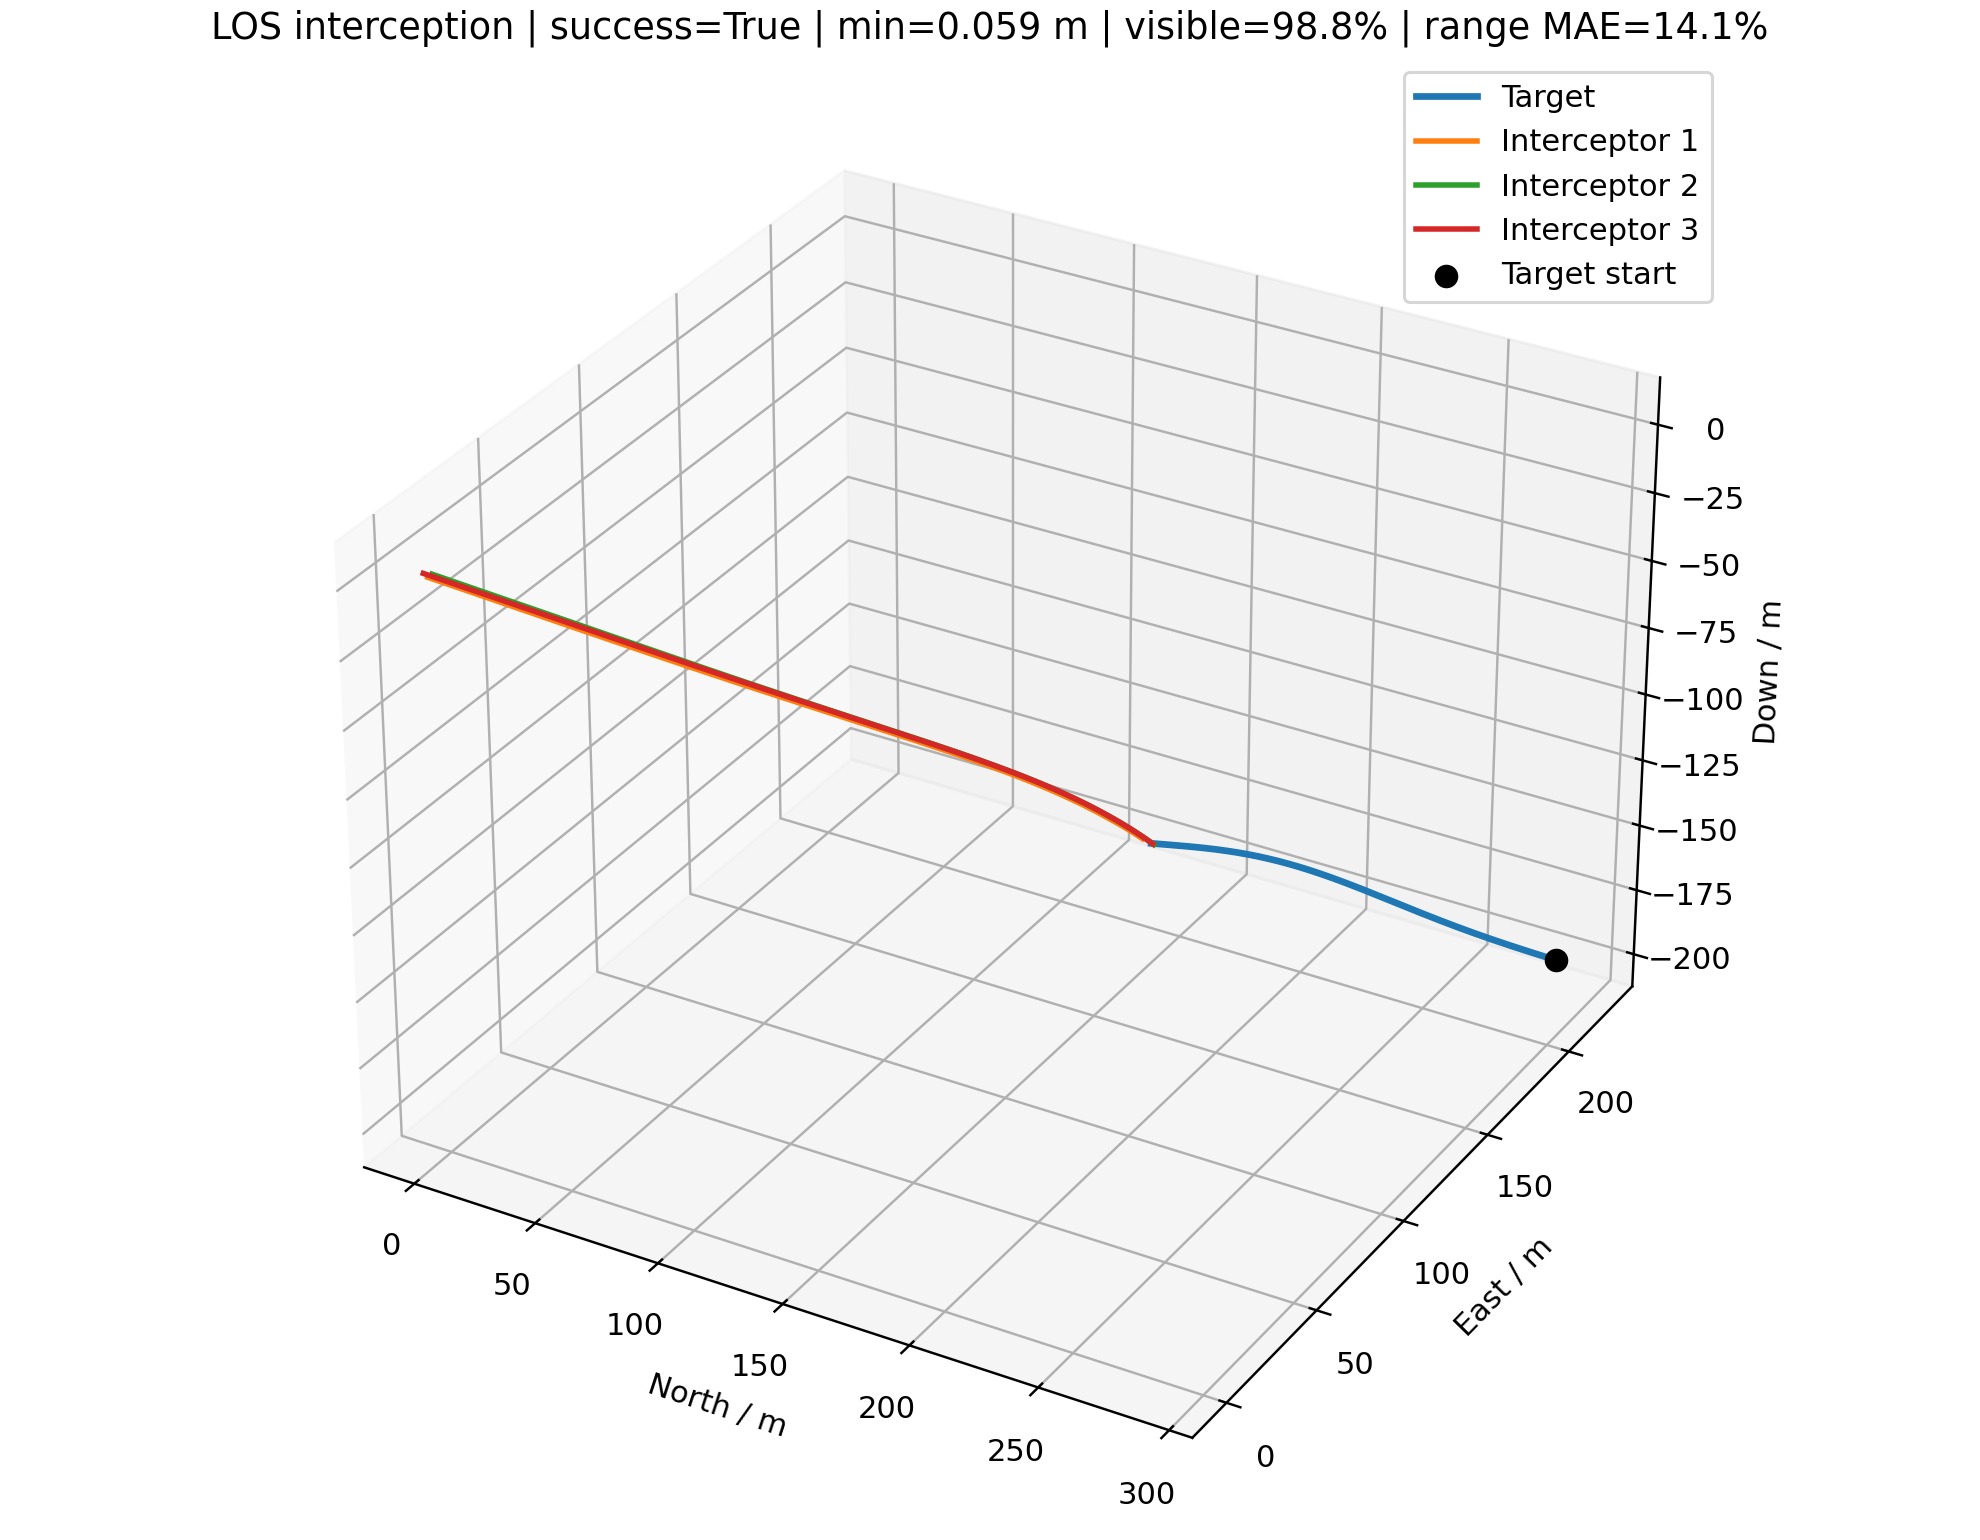 LOS interception | success=True | min=0.059 m | visible=98.8% | range MAE=14.1%
Target
Interceptor 1
Interceptor 2
Interceptor 3
Target start
0
−25
−50
−75
−100
−125
−150
−175
−200
Down / m
200
150
100
50
0
East / m
0
50
100
150
200
250
300
North / m